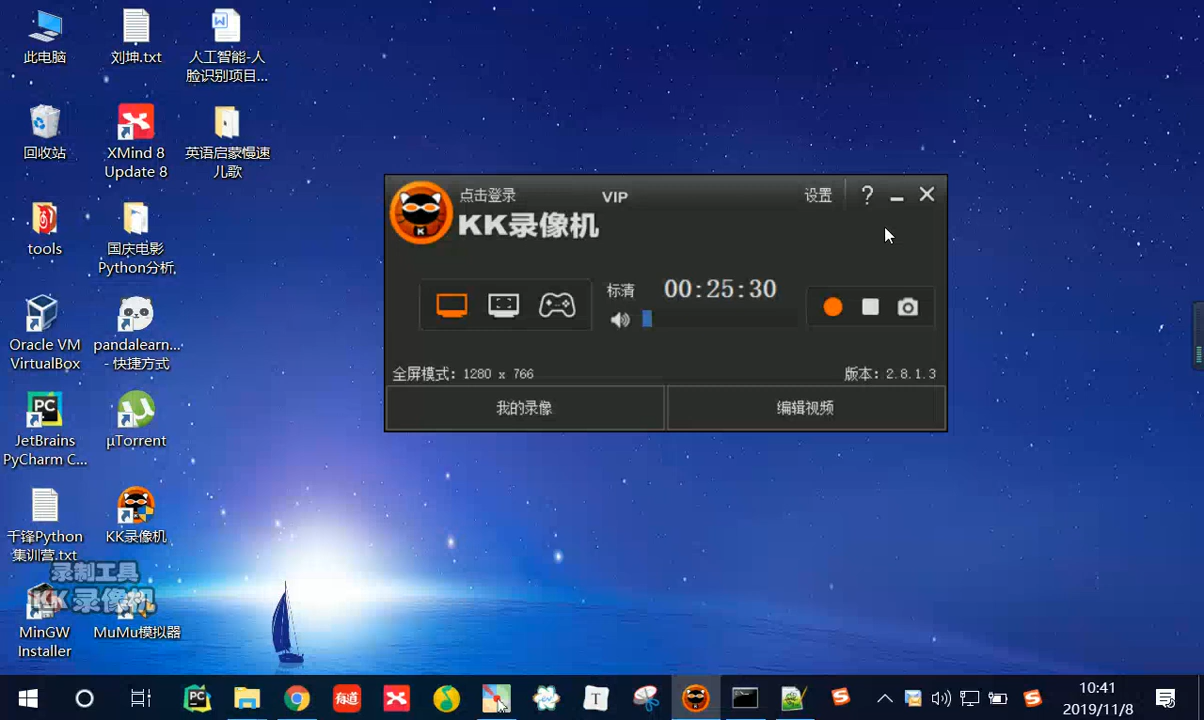 此电脑
刘坤.txt
人工智能-人
脸识别项目...
回收站
XMind 8
Update 8
英语启蒙慢速
儿歌
tools
国庆电影
Python分析.
Oracle VM
VirtualBox
pandalearn...
- 快捷方式
JetBrains
PyCharm C...
µTorrent
千锋Python
集训营.txt
KK录像机
录制工具
KK 录像机
MinGW
Installer
MuMu模拟器
点击登录
VIP
设置
?
KK录像机
标清
00:25:30
全屏模式：1280 x 766
版本：2.8.1.3
我的录像
编辑视频
10:41
2019/11/8